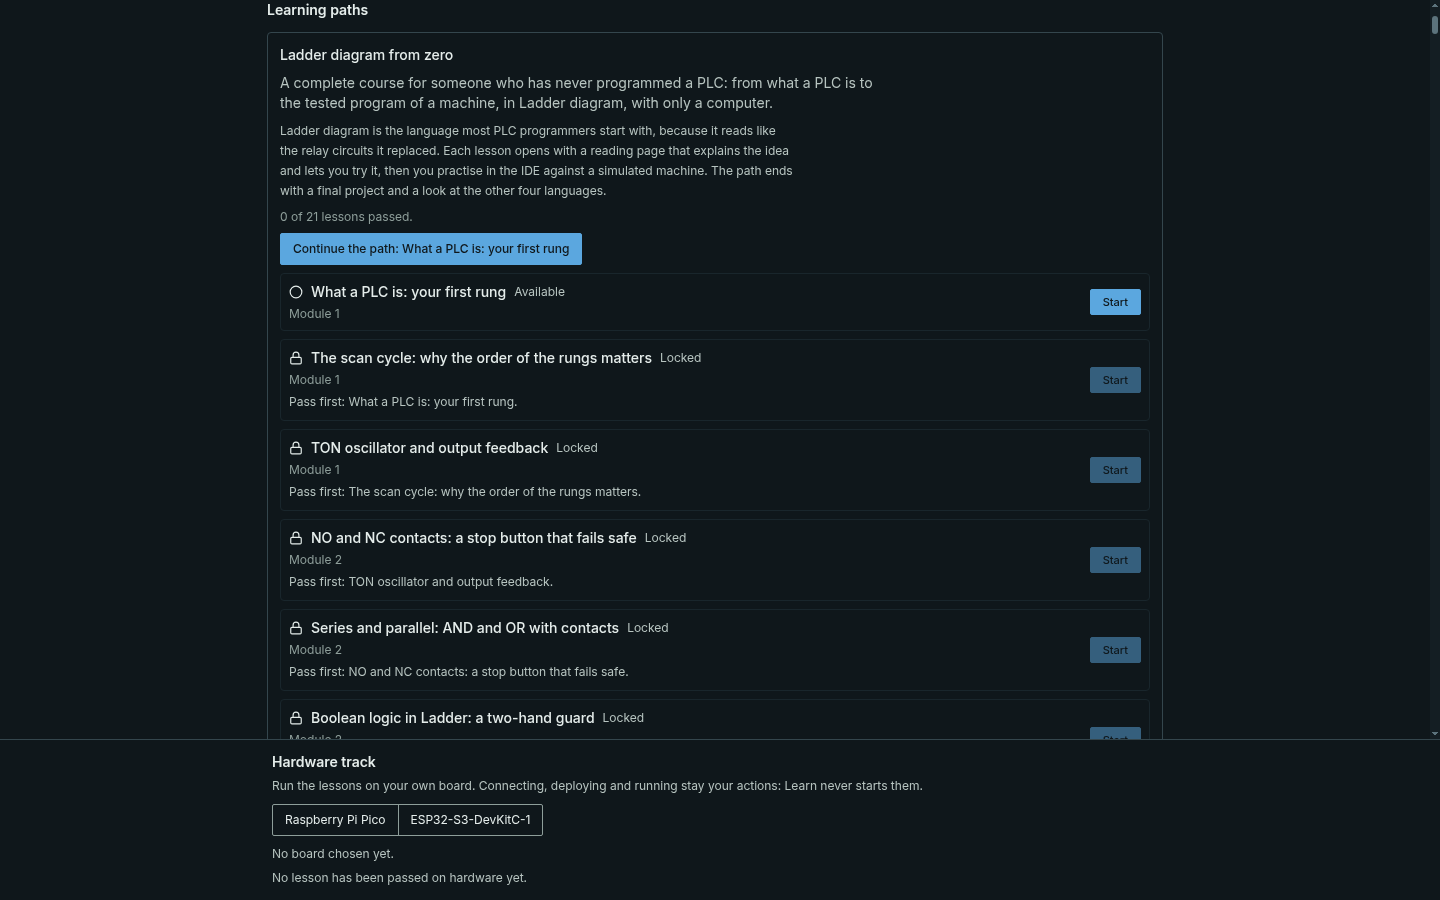 Learning paths
Ladder diagram from zero
A complete course for someone who has never programmed a PLC: from what a PLC is to
the tested program of a machine, in Ladder diagram, with only a computer.
Ladder diagram is the language most PLC programmers start with, because it reads like
the relay circuits it replaced. Each lesson opens with a reading page that explains the idea
and lets you try it, then you practise in the IDE against a simulated machine. The path ends
with a final project and a look at the other four languages.
0 of 21 lessons passed.
Continue the path: What a PLC is: your first rung
What a PLC is: your first rung Available
Module 1
Start
The scan cycle: why the order of the rungs matters Locked
Module 1
Start
Pass first: What a PLC is: your first rung.
TON oscillator and output feedback Locked
Module 1
Start
Pass first: The scan cycle: why the order of the rungs matters.
NO and NC contacts: a stop button that fails safe Locked
Module 2
Start
Pass first: TON oscillator and output feedback.
Series and parallel: AND and OR with contacts Locked
Module 2
Start
Pass first: NO and NC contacts: a stop button that fails safe.
Boolean logic in Ladder: a two-hand guard Locked
Module 2
Start
Hardware track
Run the lessons on your own board. Connecting, deploying and running stay your actions: Learn never starts them.
Raspberry Pi Pico ESP32-S3-DevKitC-1
No board chosen yet.
No lesson has been passed on hardware yet.